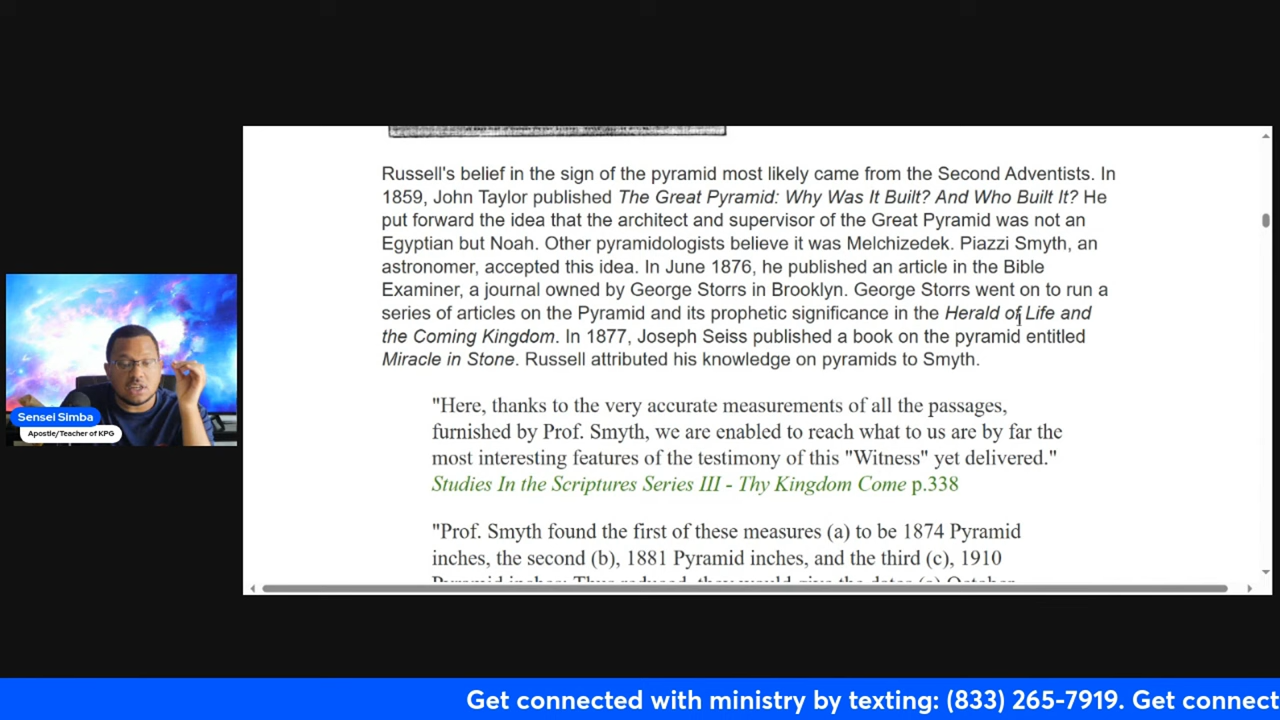 Russell's belief in the sign of the pyramid most likely came from the Second Adventists. In
1859, John Taylor published The Great Pyramid: Why Was It Built? And Who Built It? He
put forward the idea that the architect and supervisor of the Great Pyramid was not an
Egyptian but Noah. Other pyramidologists believe it was Melchizedek. Piazzi Smyth, an
astronomer, accepted this idea. In June 1876, he published an article in the Bible
Examiner, a journal owned by George Storrs in Brooklyn. George Storrs went on to run a
series of articles on the Pyramid and its prophetic significance in the Herald of Life and
the Coming Kingdom. In 1877, Joseph Seiss published a book on the pyramid entitled
Miracle in Stone. Russell attributed his knowledge on pyramids to Smyth.
"Here, thanks to the very accurate measurements of all the passages,
furnished by Prof. Smyth, we are enabled to reach what to us are by far the
most interesting features of the testimony of this "Witness" yet delivered."
Studies In the Scriptures Series III - Thy Kingdom Come p.338
"Prof. Smyth found the first of these measures (a) to be 1874 Pyramid
inches, the second (b), 1881 Pyramid inches, and the third (c), 1910
Sensei Simba
Apostle/Teacher of KPG
Get connected with ministry by texting: (833) 265-7919. Get connect